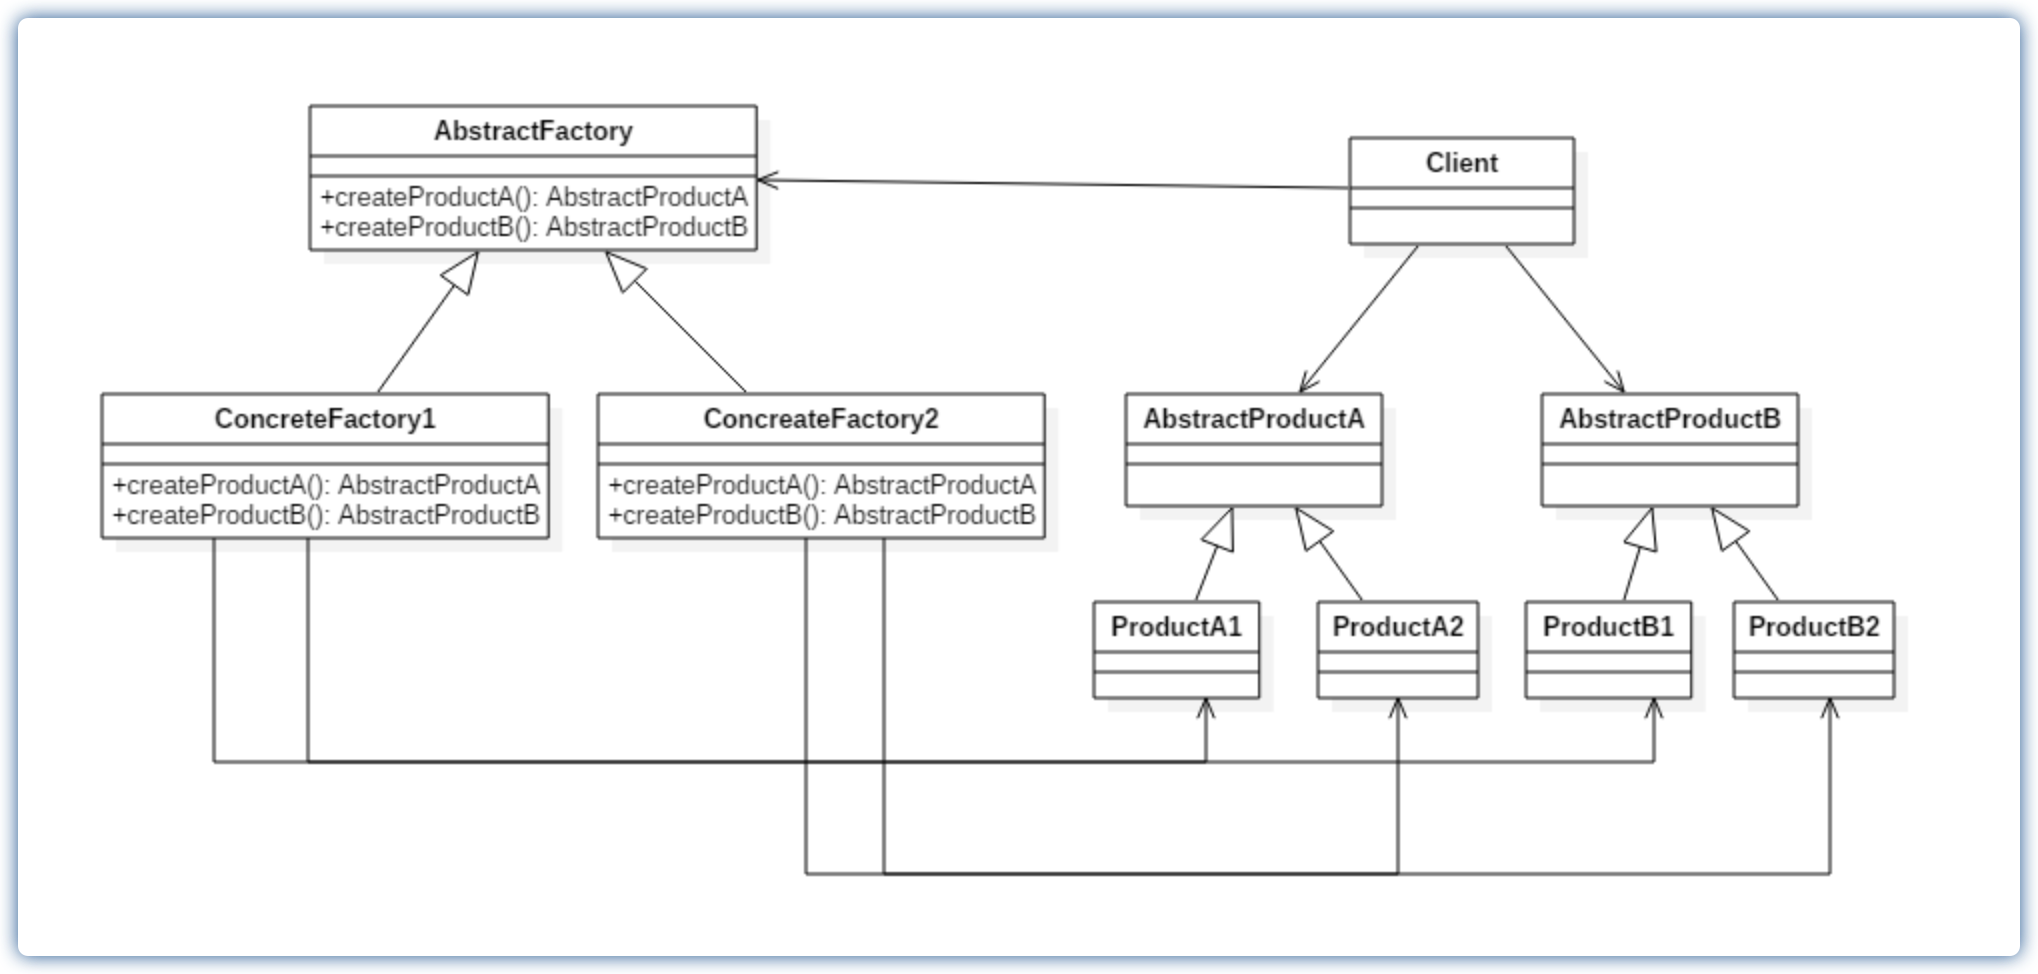 AbstractFactory
+createProductA(): AbstractProductA
+createProductB(): AbstractProductB
Client
ConcreteFactory1
+createProductA(): AbstractProductA
+createProductB(): AbstractProductB
ConcreateFactory2
+createProductA(): AbstractProductA
+createProductB(): AbstractProductB
AbstractProductA
AbstractProductB
ProductA1
ProductA2
ProductB1
ProductB2